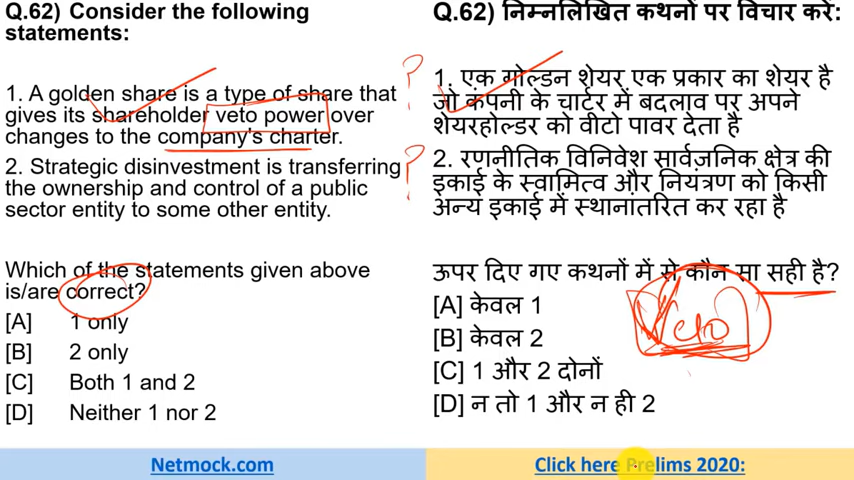 Q.62) Consider the following
statements:
1. A golden share is a type of share that
gives its shareholder veto power over
changes to the company's charter.
2. Strategic disinvestment is transferring
the ownership and control of a public
sector entity to some other entity.
Which of the statements given above
is/are correct?
[A] 1 only
[B] 2 only
[C] Both 1 and 2
[D] Neither 1 nor 2
Netmock.com
Q.62) निम्नलिखित कथनों पर विचार करें:
?
1. एक गोल्डन शेयर एक प्रकार का शेयर है
जो कंपनी के चार्टर में बदलाव पर अपने
शेयरहोल्डर को वीटो पावर देता है
?
2. रणनीतिक विनिवेश सार्वजनिक क्षेत्र की
इकाई के स्वामित्व और नियंत्रण को किसी
अन्य इकाई में स्थानांतरित कर रहा है
ऊपर दिए गए कथनों में से कौन सा सही है?
[A] केवल 1
[B] केवल 2
[C] 1 और 2 दोनों
[D] न तो 1 और न ही 2
Veto
Click here Prelims 2020: